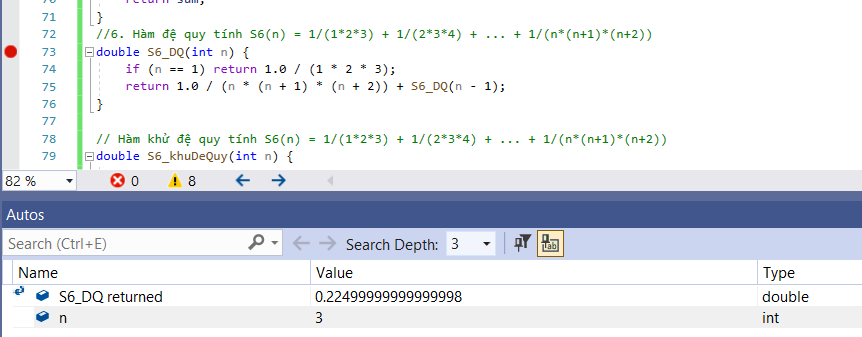 70 return sum;
71 }
72 //6. Hàm đệ quy tính S6(n) = 1/(1*2*3) + 1/(2*3*4) + ... + 1/(n*(n+1)*(n+2))
73 double S6_DQ(int n) {
74 if (n == 1) return 1.0 / (1 * 2 * 3);
75 return 1.0 / (n * (n + 1) * (n + 2)) + S6_DQ(n - 1);
76 }
77
78 // Hàm khử đệ quy tính S6(n) = 1/(1*2*3) + 1/(2*3*4) + ... + 1/(n*(n+1)*(n+2))
79 double S6_khuDeQuy(int n) {
82 % 0 8
Autos
Search (Ctrl+E) Search Depth: 3
Name Value Type
S6_DQ returned 0.22499999999999998 double
n 3 int